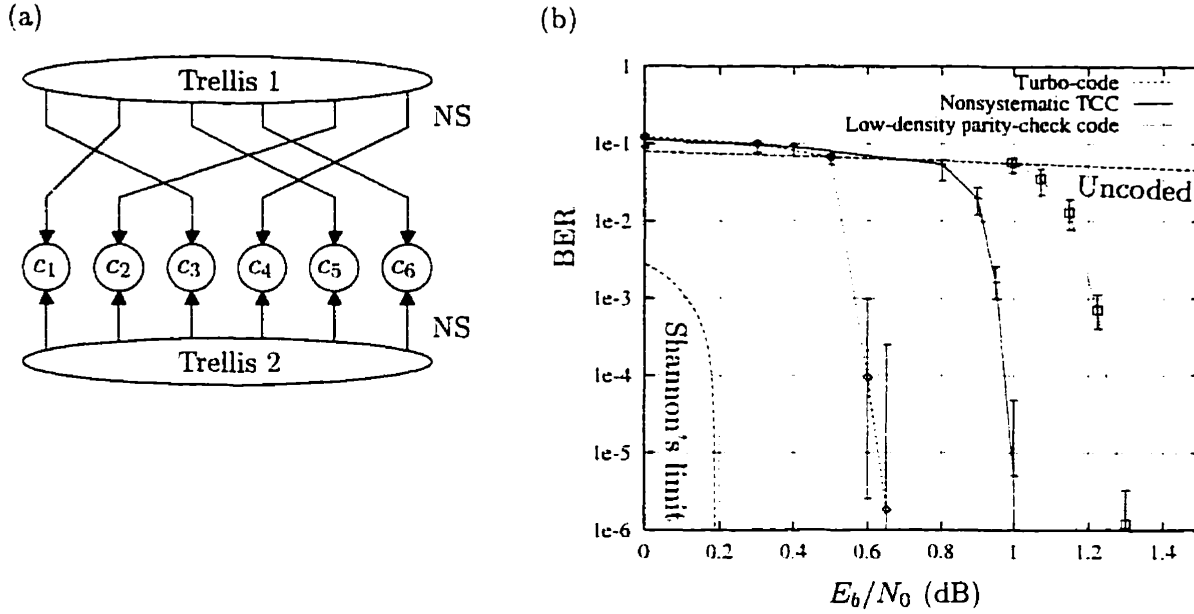 (a)
Trellis 1
NS
c1 c2 c3 c4 c5 c6
NS
Trellis 2
(b)
BER
1
1e-1
1e-2
1e-3
1e-4
1e-5
1e-6
Turbo-code
Nonsystematic TCC
Low-density parity-check code
Uncoded
Shannon's limit
0 0.2 0.4 0.6 0.8 1 1.2 1.4
E_b/N_0 (dB)